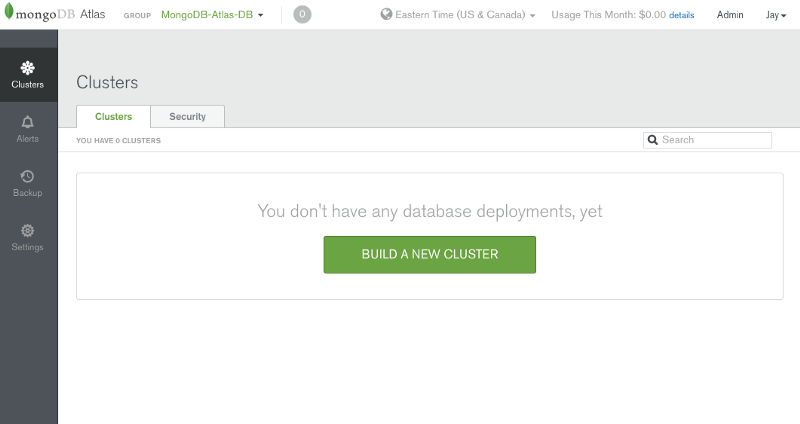 mongoDB Atlas GROUP MongoDB-Atlas-DB 0 Eastern Time (US & Canada) Usage This Month: $0.00 details Admin Jay
Clusters
Alerts
Backup
Settings
Clusters
Clusters Security
YOU HAVE 0 CLUSTERS Search
You don't have any database deployments, yet
BUILD A NEW CLUSTER